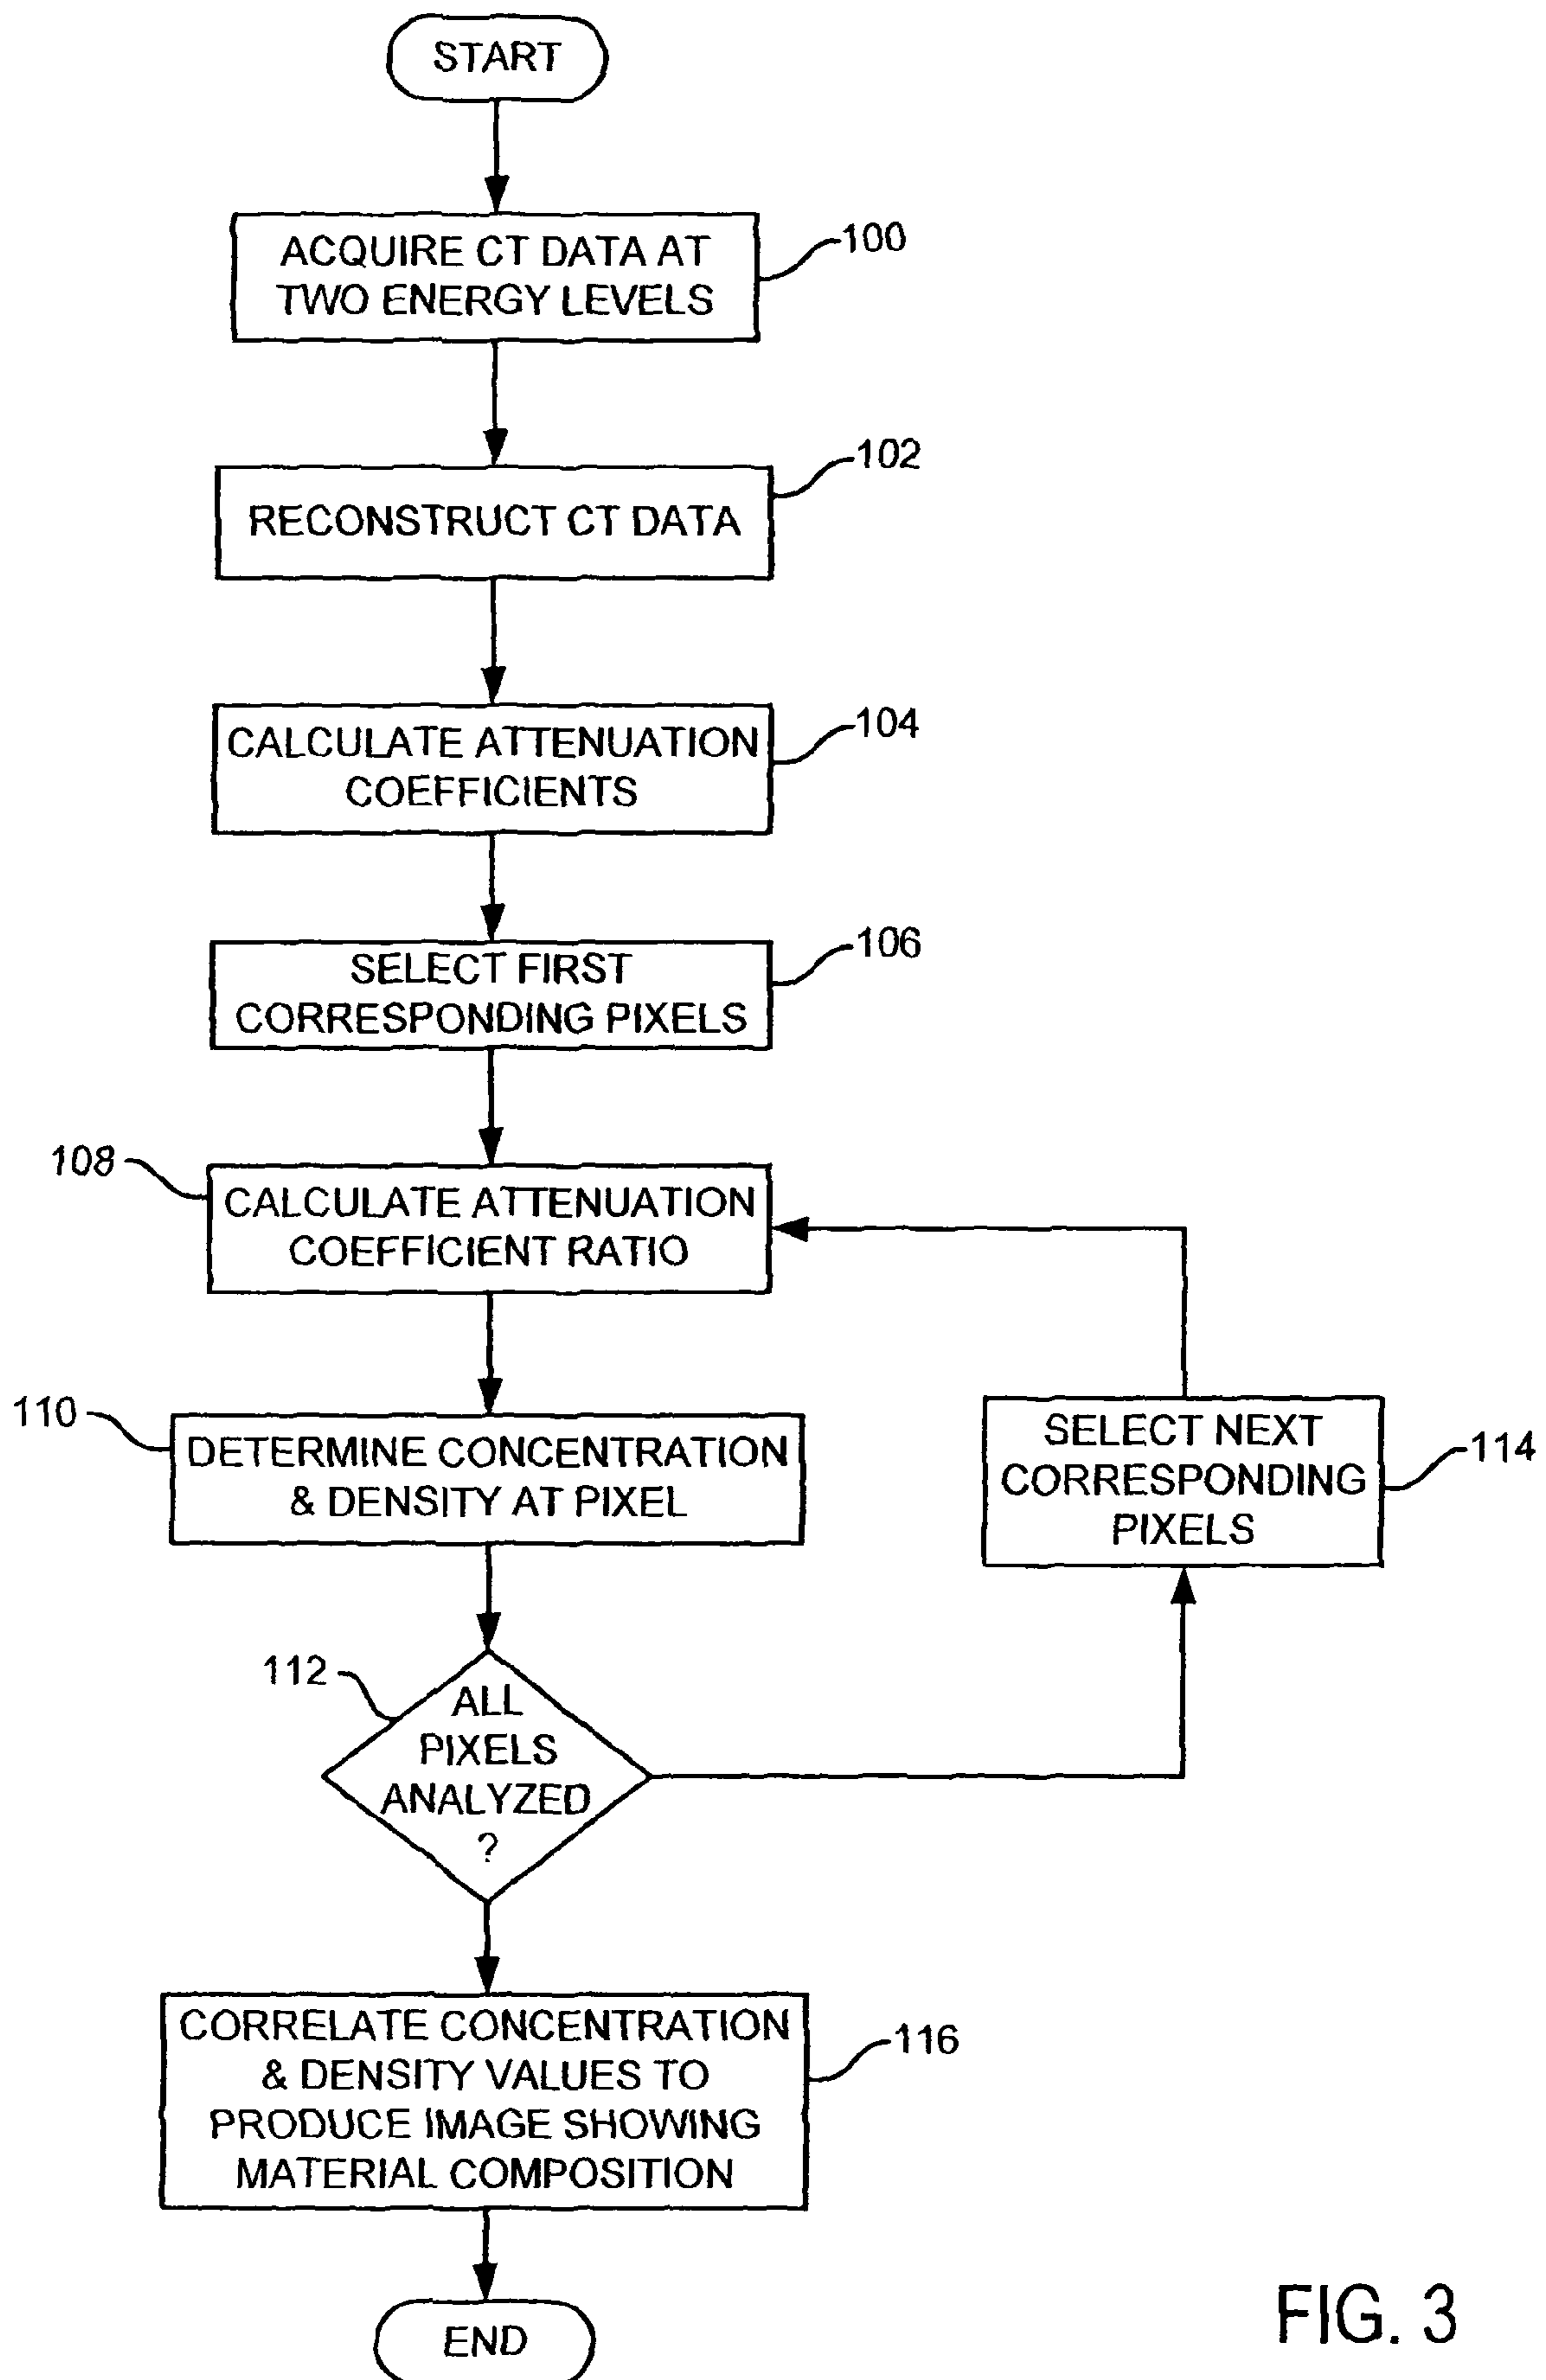 START
ACQUIRE CT DATA AT
TWO ENERGY LEVELS
100
RECONSTRUCT CT DATA
102
CALCULATE ATTENUATION
COEFFICIENTS
104
SELECT FIRST
CORRESPONDING PIXELS
106
108
CALCULATE ATTENUATION
COEFFICIENT RATIO
110
DETERMINE CONCENTRATION
& DENSITY AT PIXEL
SELECT NEXT
CORRESPONDING
PIXELS
114
112
ALL
PIXELS
ANALYZED
?
CORRELATE CONCENTRATION
& DENSITY VALUES TO
PRODUCE IMAGE SHOWING
MATERIAL COMPOSITION
116
END
FIG. 3